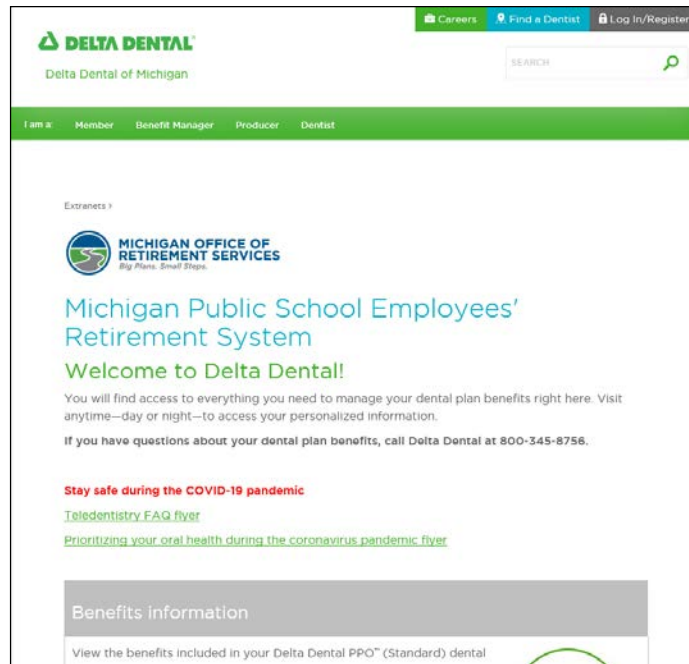 Careers Find a Dentist Log In/Register
DELTA DENTAL®
Delta Dental of Michigan
SEARCH
I am a: Member Benefit Manager Producer Dentist
Extranets ›
MICHIGAN OFFICE OF
RETIREMENT SERVICES
Big Plans. Small Steps.
Michigan Public School Employees'
Retirement System
Welcome to Delta Dental!
You will find access to everything you need to manage your dental plan benefits right here. Visit
anytime—day or night—to access your personalized information.
If you have questions about your dental plan benefits, call Delta Dental at 800-345-8756.
Stay safe during the COVID-19 pandemic
Teledentistry FAQ flyer
Prioritizing your oral health during the coronavirus pandemic flyer
Benefits information
View the benefits included in your Delta Dental PPO™ (Standard) dental